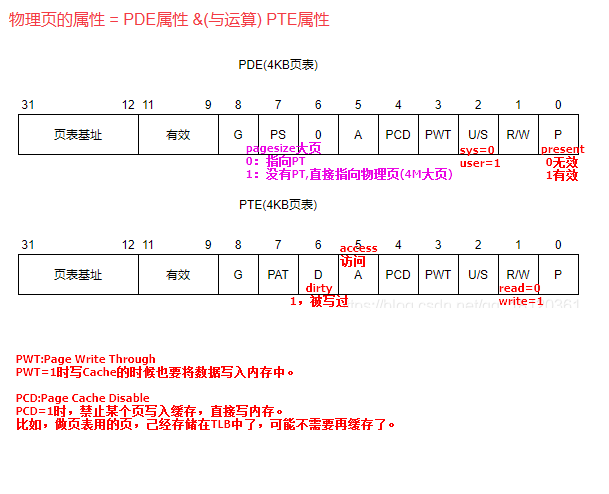 物理页的属性 = PDE属性 &(与运算) PTE属性
PDE(4KB页表)
31 12 11 9 8 7 6 5 4 3 2 1 0
页表基址 有效 G PS 0 A PCD PWT U/S R/W P
pagesize大页
0：指向PT
1：没有PT,直接指向物理页(4M大页)
sys=0
user=1
present
0无效
1有效
PTE(4KB页表)
31 12 11 9 8 7 6 5 4 3 2 1 0
access
访问
页表基址 有效 G PAT D A PCD PWT U/S R/W P
dirty
1，被写过
read=0
write=1
PWT:Page Write Through
PWT=1时写Cache的时候也要将数据写入内存中。
PCD:Page Cache Disable
PCD=1时，禁止某个页写入缓存，直接写内存。
比如，做页表用的页，已经存储在TLB中了，可能不需要再缓存了。